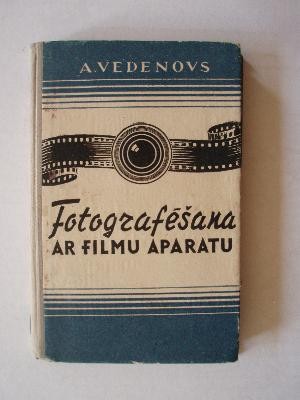 A. VEDENOVS
Fotografēšana
AR FILMU APARATU